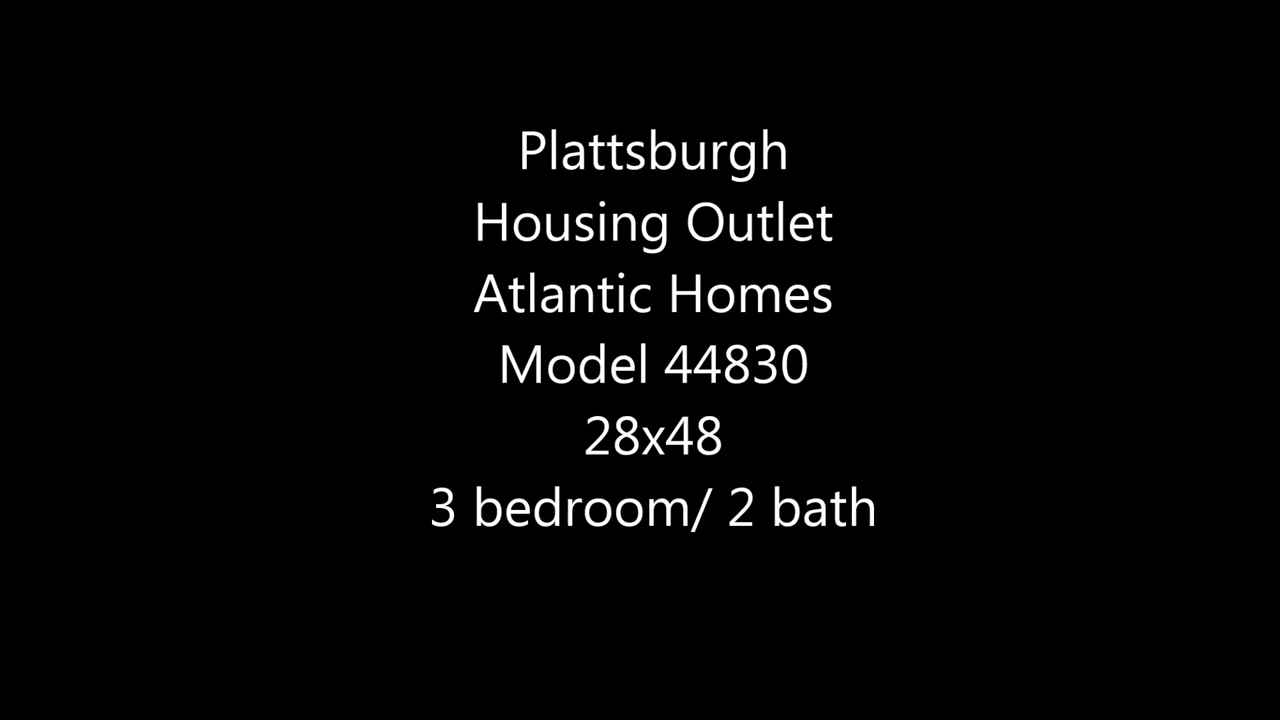 Plattsburgh
Housing Outlet
Atlantic Homes
Model 44830
28x48
3 bedroom/ 2 bath